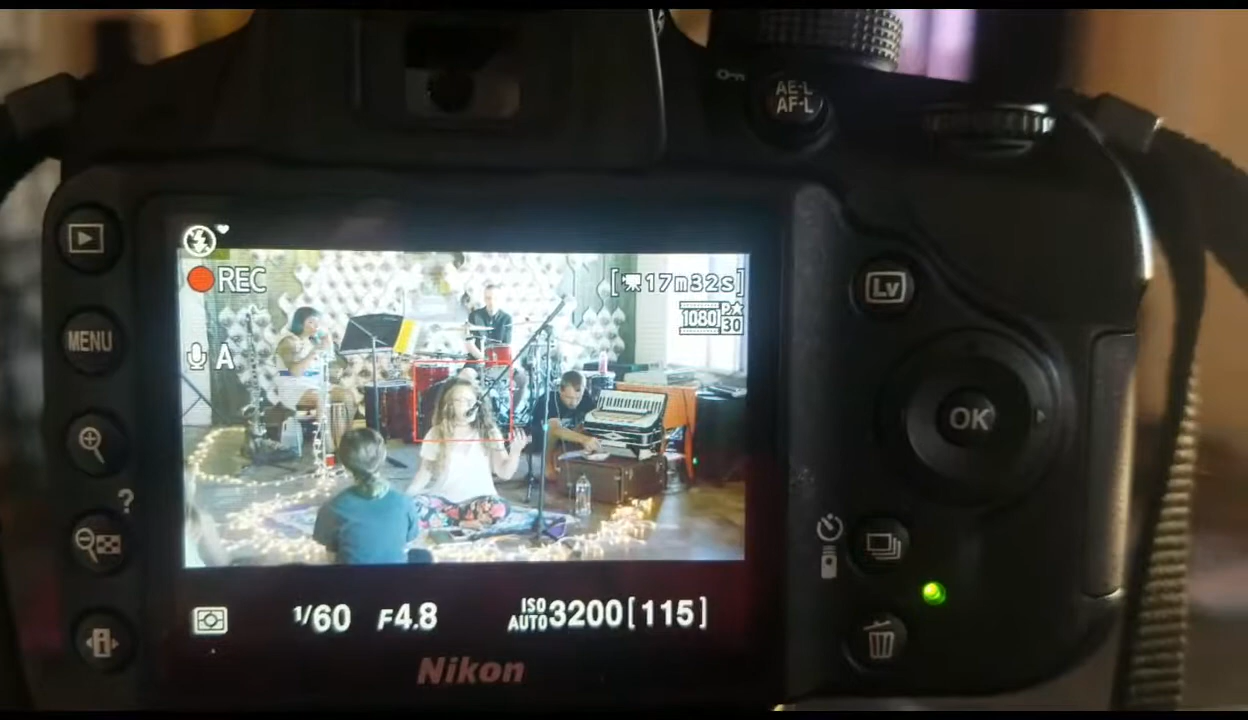 AE-L
AF-L
REC
[17m32s]
1080 P★
30
A
Lv
MENU
OK
?
1/60 F4.8 ISO AUTO 3200 [115]
Nikon